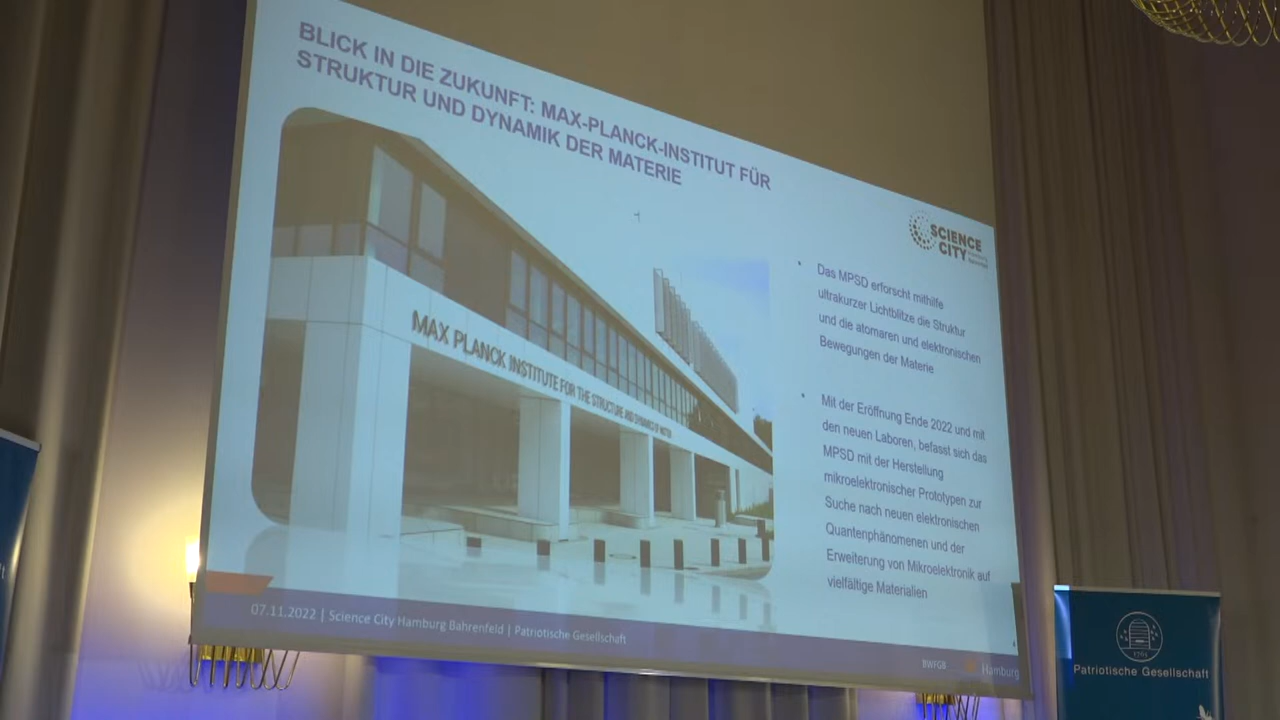 BLICK IN DIE ZUKUNFT: MAX-PLANCK-INSTITUT FÜR
STRUKTUR UND DYNAMIK DER MATERIE
SCIENCE
CITY
MAX PLANCK INSTITUTE FOR THE STRUCTURE AND DYNAMICS OF MATTER
• Das MPSD erforscht mithilfe
ultrakurzer Lichtblitze die Struktur
und die atomaren und elektronischen
Bewegungen der Materie
• Mit der Eröffnung Ende 2022 und mit
den neuen Laboren, befasst sich das
MPSD mit der Herstellung
mikroelektronischer Prototypen zur
Suche nach neuen elektronischen
Quantenphänomenen und der
Erweiterung von Mikroelektronik auf
vielfältige Materialien
07.11.2022 | Science City Hamburg Bahrenfeld | Patriotische Gesellschaft
BWFGB
Hamburg
1765
Patriotische Gesellschaft